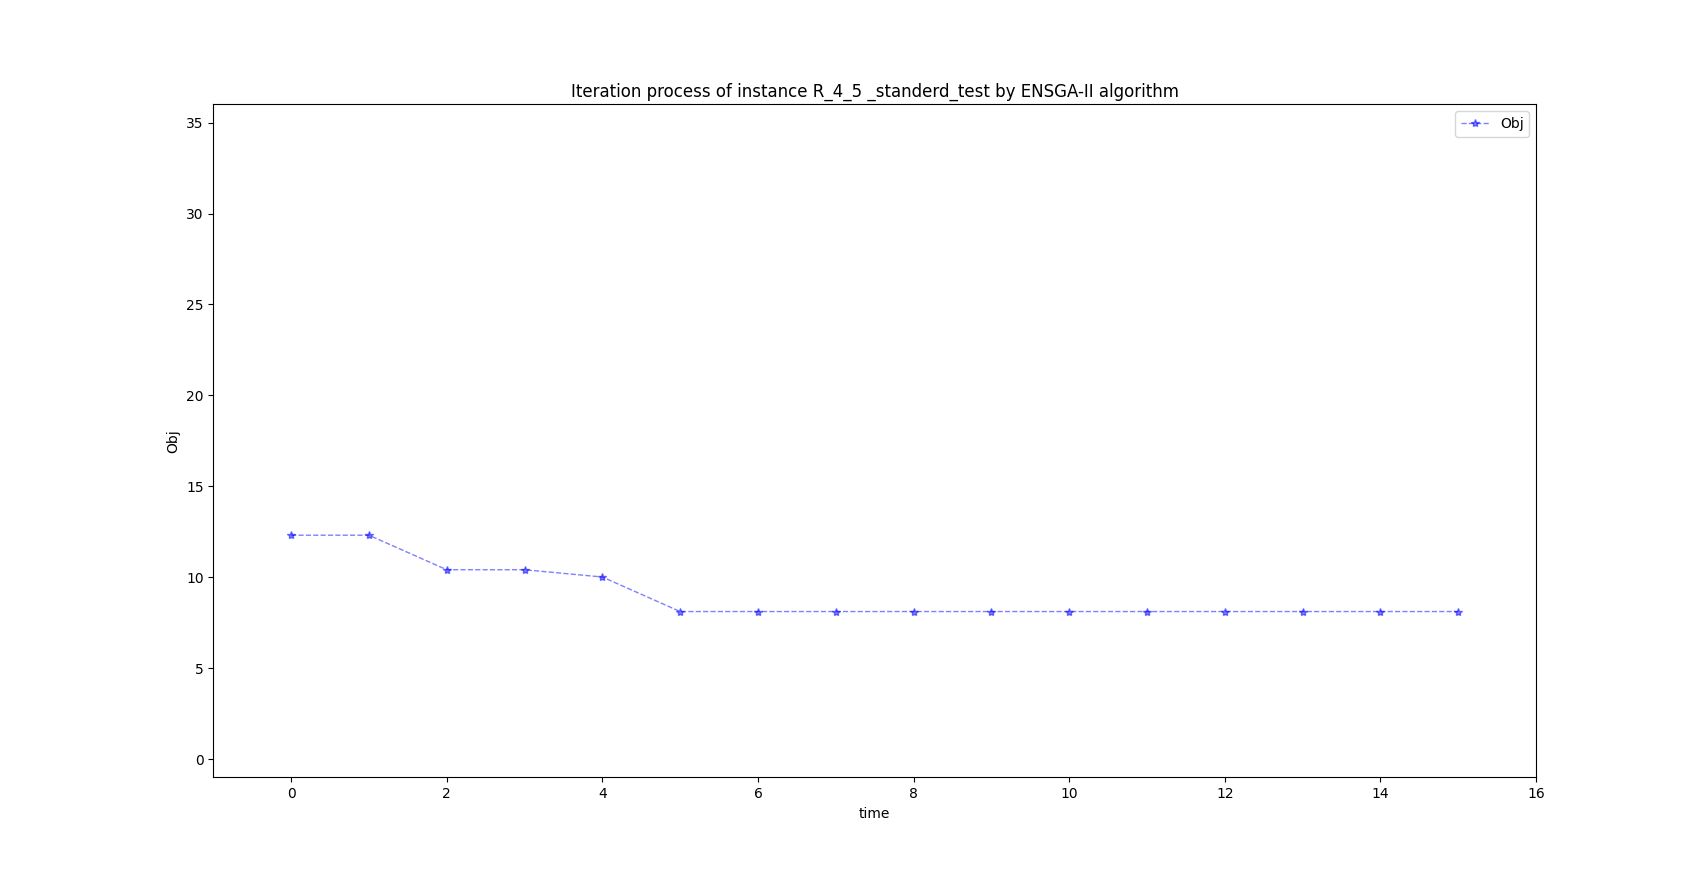 Iteration process of instance R_4_5 _standerd_test by ENSGA-II algorithm
Obj
35
30
25
20
15
10
5
0
Obj
0 2 4 6 8 10 12 14 16
time